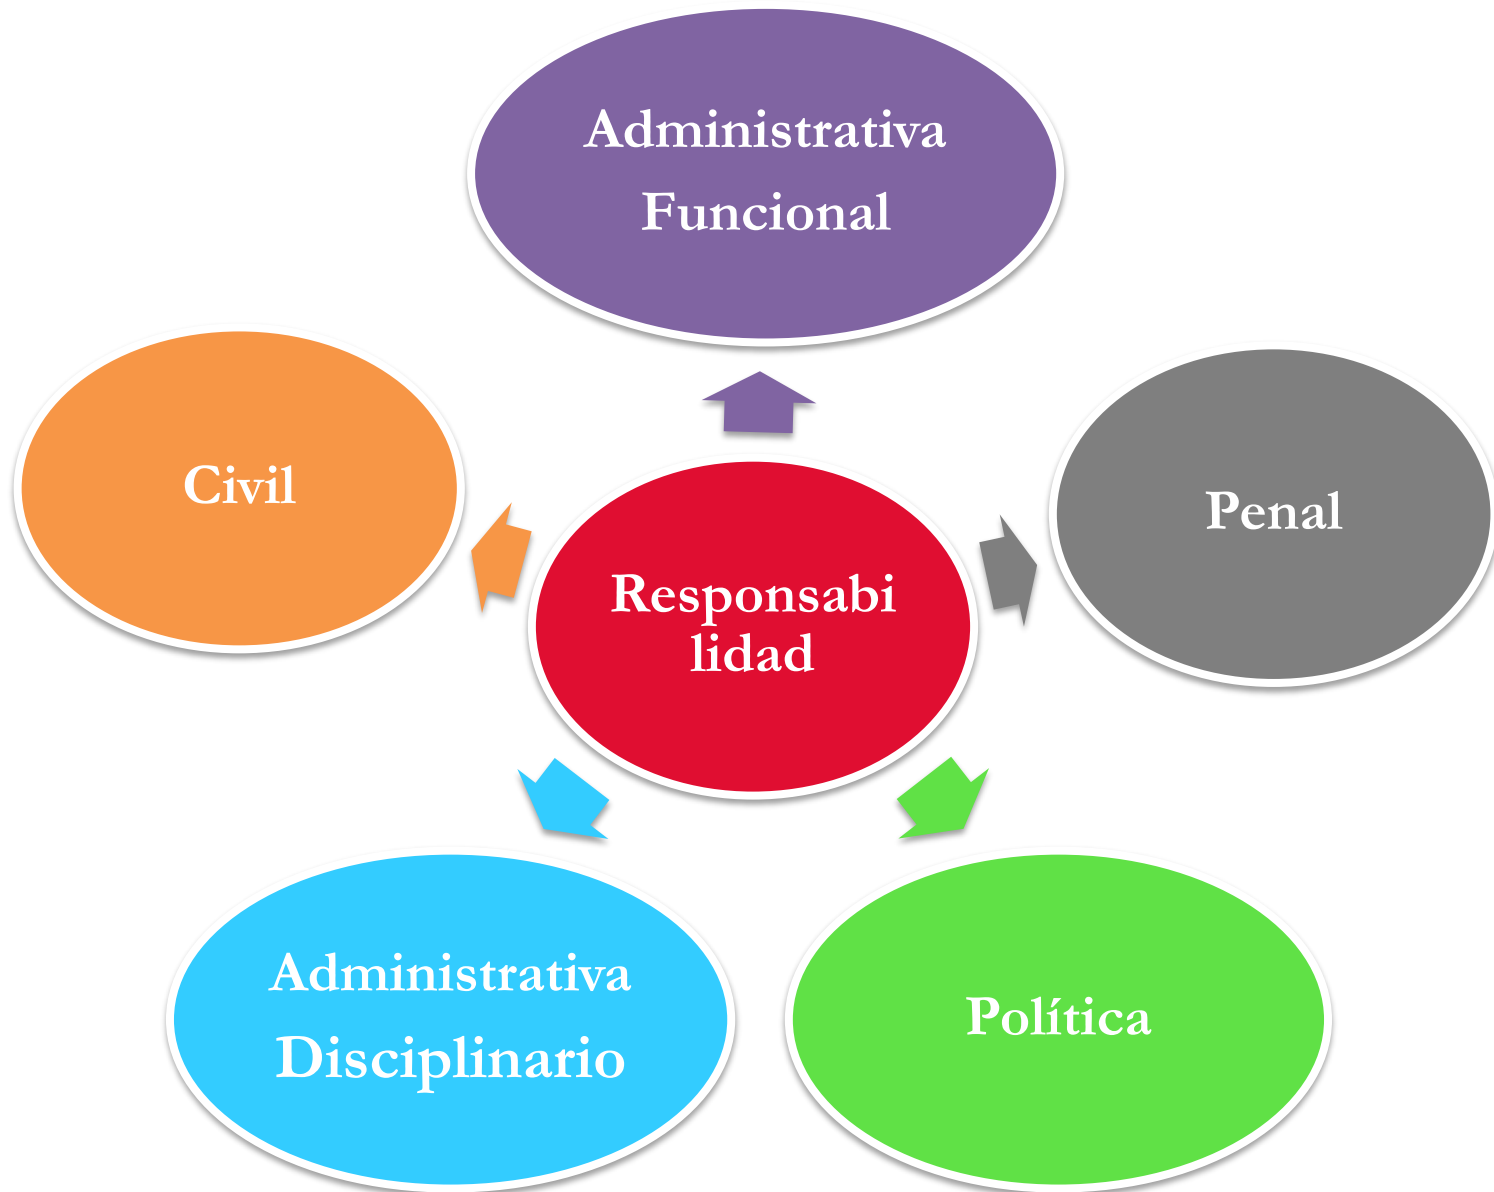 Administrativa
Funcional
Civil
Penal
Responsabi
lidad
Administrativa
Disciplinario
Política